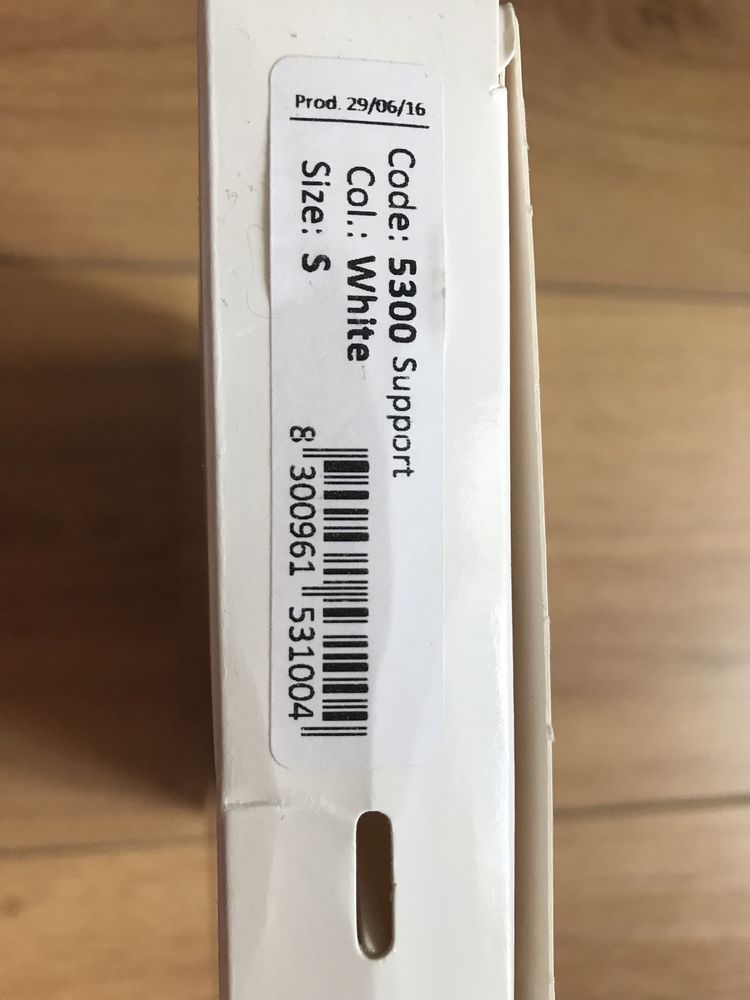 Prod. 29/06/16
Code: 5300 Support
Col.: White
Size: S
8 300961 531004